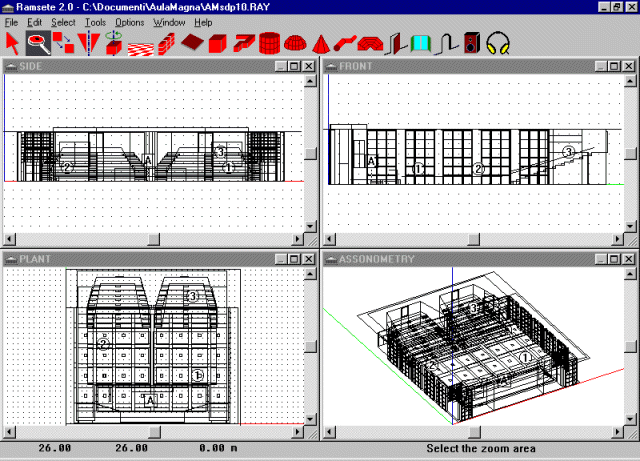 Ramsete 2.0 - C:\Documenti\AulaMagna\AMsdp10.RAY
File Edit Select Tools Options Window Help
SIDE
A
3
2
1
FRONT
A
1
2
3
PLANT
3
2
1
A
ASSONOMETRY
3
2
1
A
26.00 26.00 0.00 m
Select the zoom area